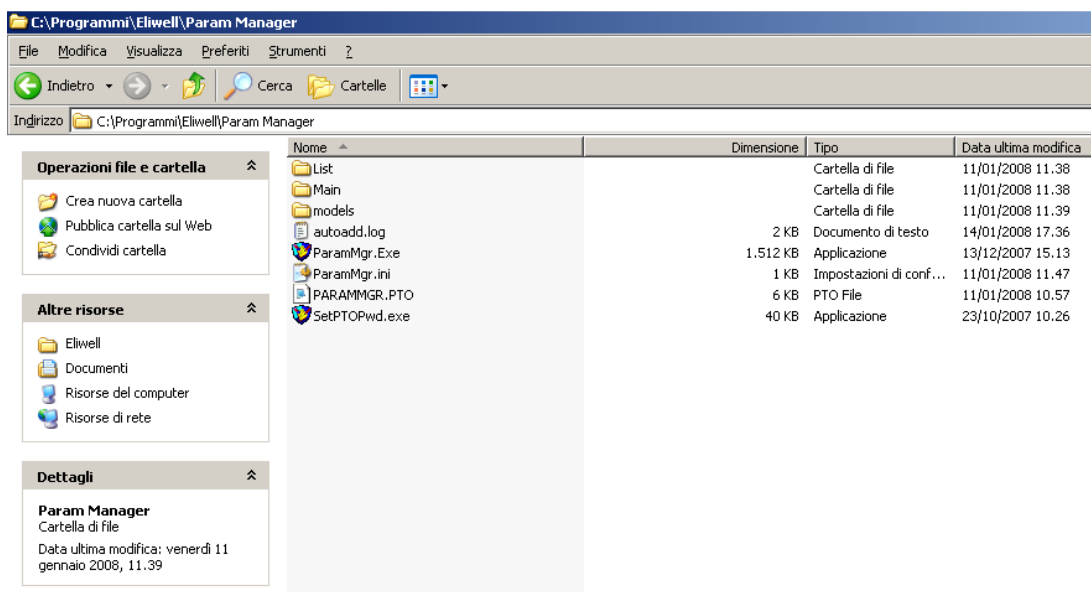 C:\Programmi\Eliwell\Param Manager
File Modifica Visualizza Preferiti Strumenti ?
Indietro Cerca Cartelle
Indirizzo C:\Programmi\Eliwell\Param Manager
Operazioni file e cartella
Crea nuova cartella
Pubblica cartella sul Web
Condividi cartella
Altre risorse
Eliwell
Documenti
Risorse del computer
Risorse di rete
Dettagli
Param Manager
Cartella di file
Data ultima modifica: venerdì 11
gennaio 2008, 11.39
Nome Dimensione Tipo Data ultima modifica
List Cartella di file 11/01/2008 11.38
Main Cartella di file 11/01/2008 11.38
models Cartella di file 11/01/2008 11.39
autoadd.log 2 KB Documento di testo 14/01/2008 17.36
ParamMgr.Exe 1.512 KB Applicazione 13/12/2007 15.13
ParamMgr.ini 1 KB Impostazioni di conf... 11/01/2008 11.47
PARAMMGR.PTO 6 KB PTO File 11/01/2008 10.57
SetPTOPwd.exe 40 KB Applicazione 23/10/2007 10.26